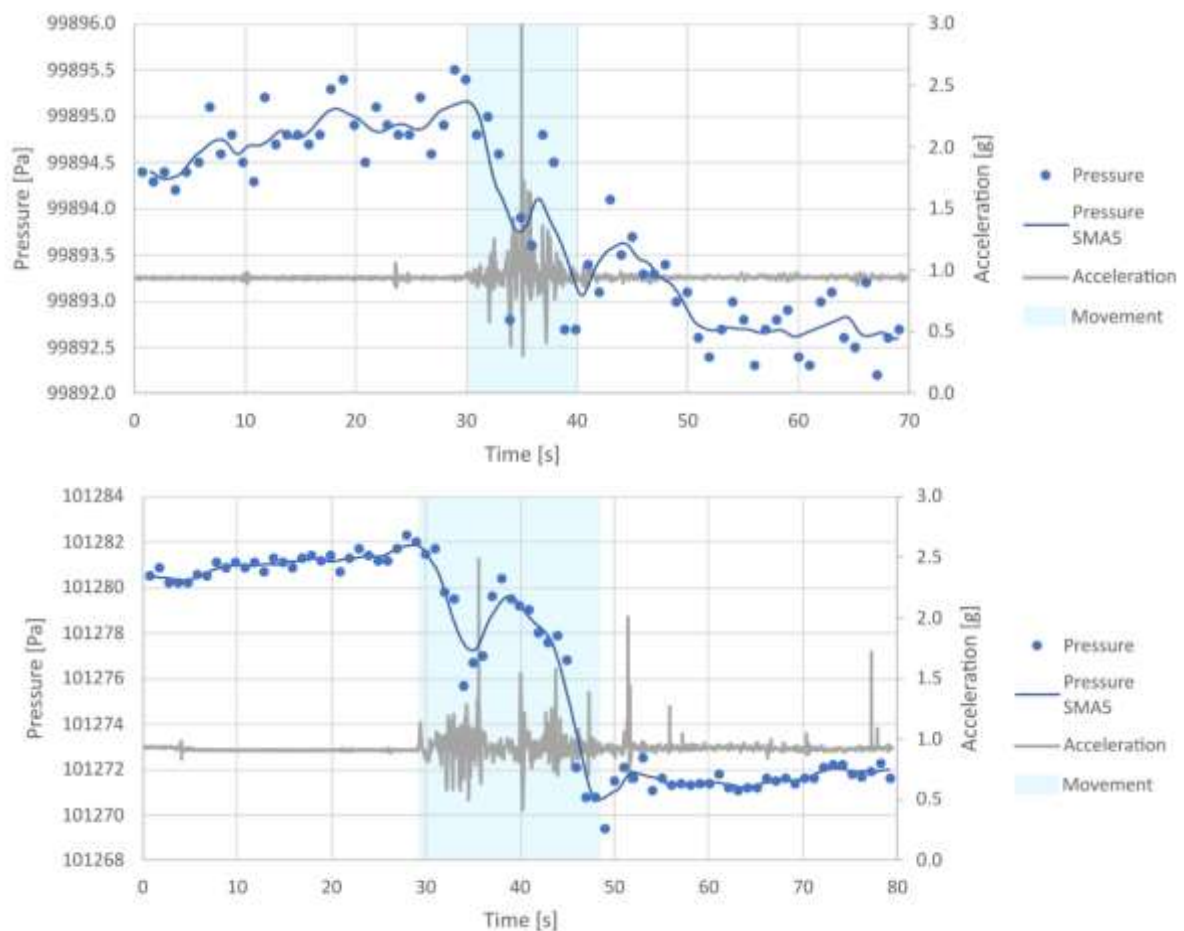 99896.0
99895.5
99895.0
99894.5
99894.0
99893.5
99893.0
99892.5
99892.0
Pressure [Pa]
3.0
2.5
2.0
1.5
1.0
0.5
0.0
Acceleration [g]
0 10 20 30 40 50 60 70
Time [s]
Pressure
Pressure
SMA5
Acceleration
Movement
101284
101282
101280
101278
101276
101274
101272
101270
101268
Pressure [Pa]
3.0
2.5
2.0
1.5
1.0
0.5
0.0
Acceleration [g]
0 10 20 30 40 50 60 70 80
Time [s]
Pressure
Pressure
SMA5
Acceleration
Movement